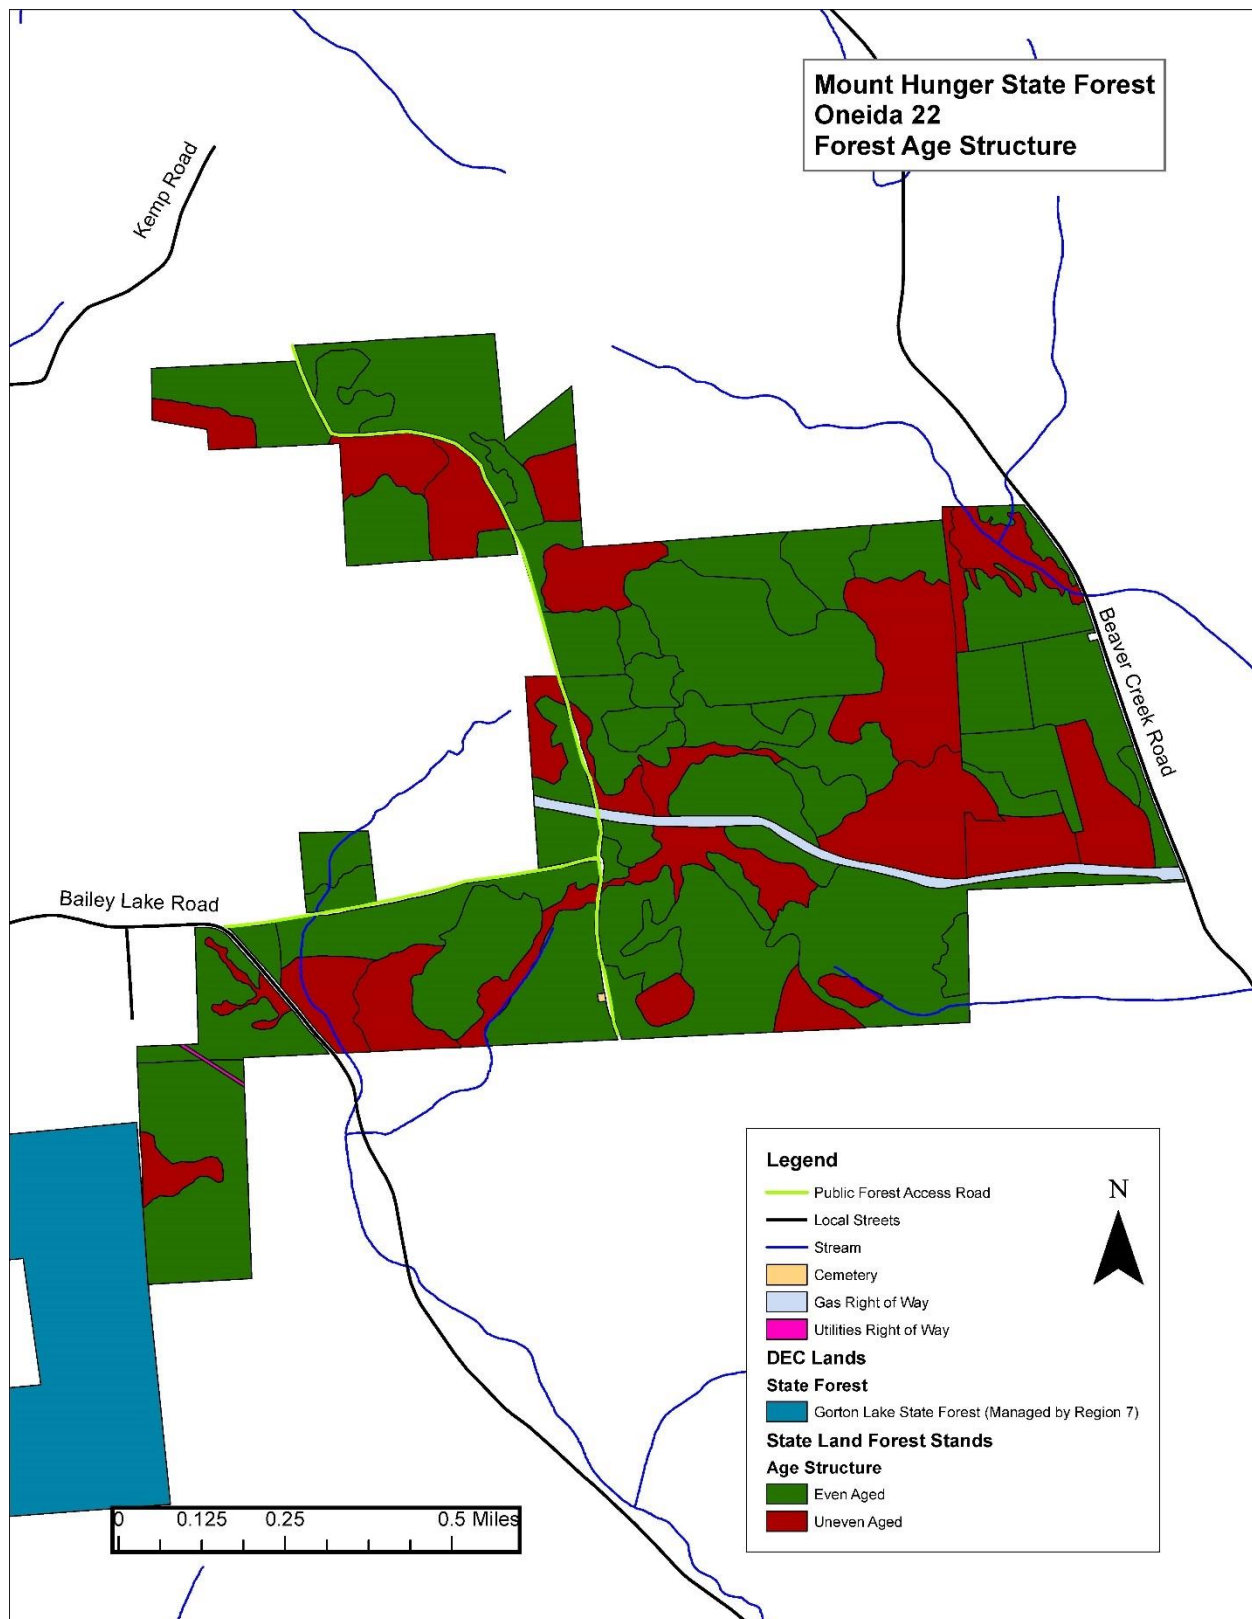 Mount Hunger State Forest
Oneida 22
Forest Age Structure
Kemp Road
Beaver Creek Road
Bailey Lake Road
Legend
Public Forest Access Road
Local Streets
Stream
Cemetery
Gas Right of Way
Utilities Right of Way
DEC Lands
State Forest
Gorton Lake State Forest (Managed by Region 7)
State Land Forest Stands
Age Structure
Even Aged
Uneven Aged
N
0 0.125 0.25 0.5 Miles